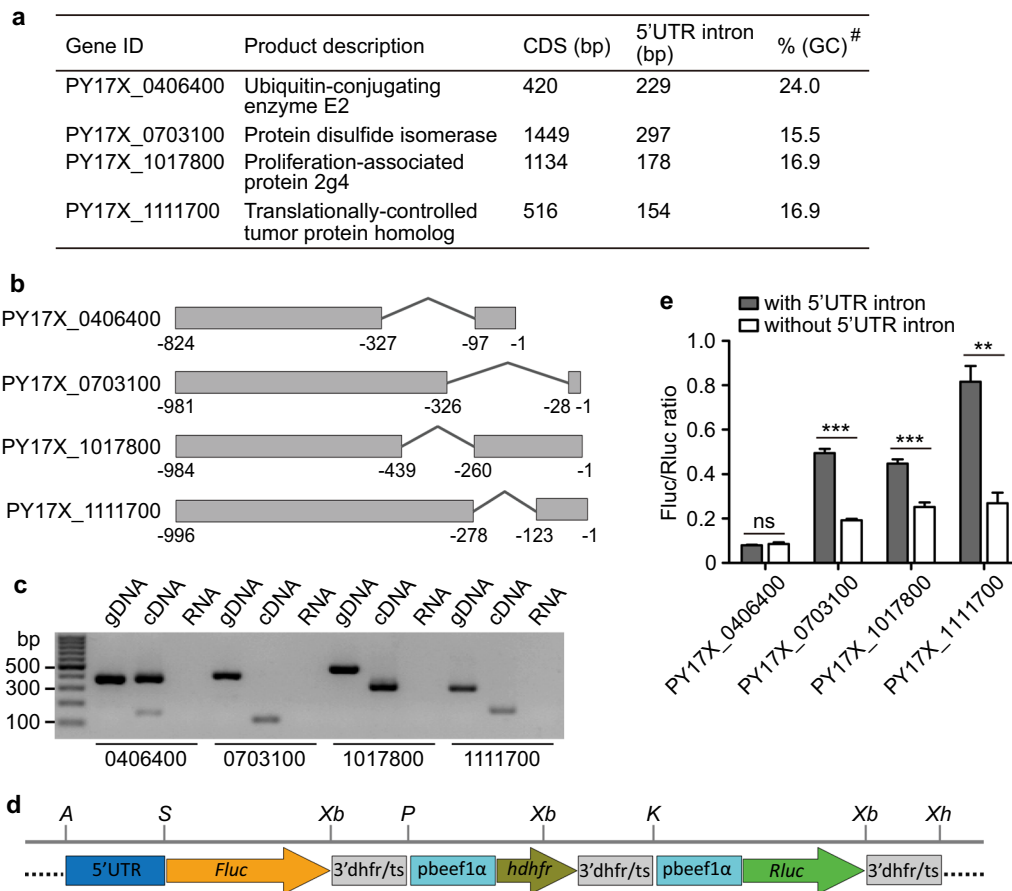 a
Gene ID Product description CDS (bp) 5'UTR intron (bp) % (GC)#
PY17X_0406400 Ubiquitin-conjugating enzyme E2 420 229 24.0
PY17X_0703100 Protein disulfide isomerase 1449 297 15.5
PY17X_1017800 Proliferation-associated protein 2g4 1134 178 16.9
PY17X_1111700 Translationally-controlled tumor protein homolog 516 154 16.9
b
PY17X_0406400
-824 -327 -97 -1
PY17X_0703100
-981 -326 -28 -1
PY17X_1017800
-984 -439 -260 -1
PY17X_1111700
-996 -278 -123 -1
c
gDNA cDNA RNA gDNA cDNA RNA gDNA cDNA RNA gDNA cDNA RNA
bp
500
300
100
0406400 0703100 1017800 1111700
e
with 5'UTR intron
without 5'UTR intron
Fluc/Rluc ratio
1.0
0.8
0.6
0.4
0.2
0
ns *** *** **
PY17X_0406400 PY17X_0703100 PY17X_1017800 PY17X_1111700
d
A S Xb P Xb K Xb Xh
5'UTR Fluc 3'dhfr/ts pbeef1α hdhfr 3'dhfr/ts pbeef1α Rluc 3'dhfr/ts